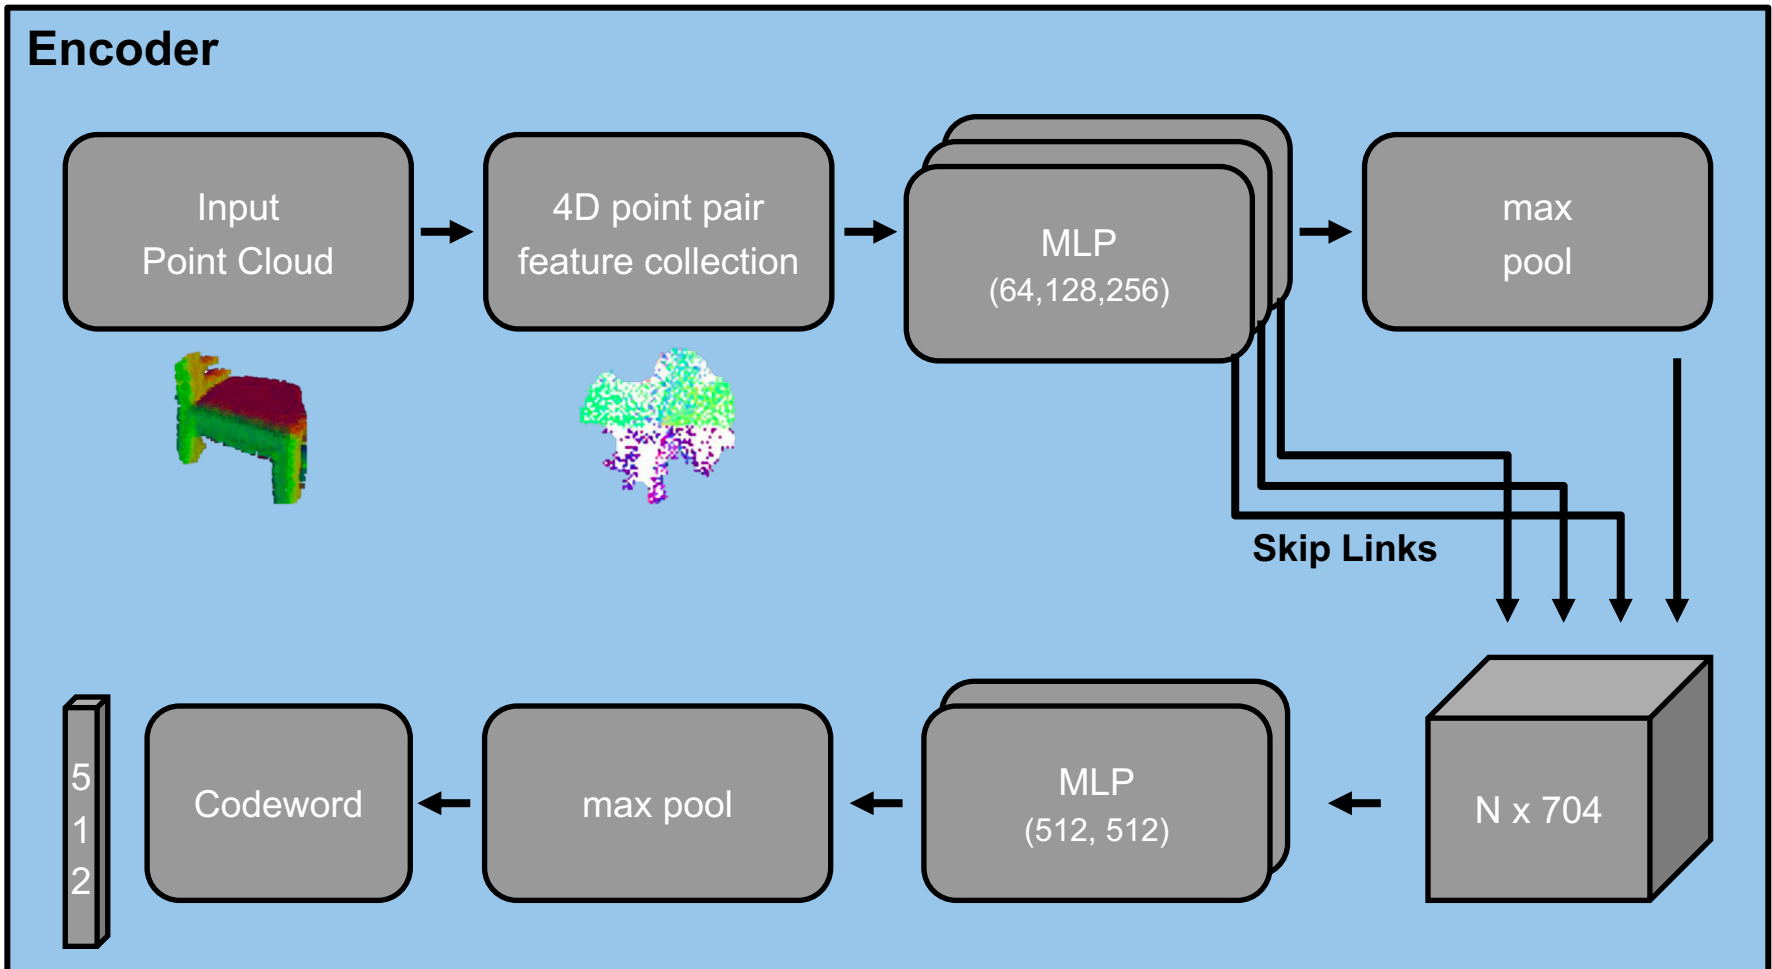 Encoder
Input
Point Cloud
4D point pair
feature collection
MLP
(64,128,256)
max
pool
Skip Links
5
1
2
Codeword
max pool
MLP
(512, 512)
N x 704